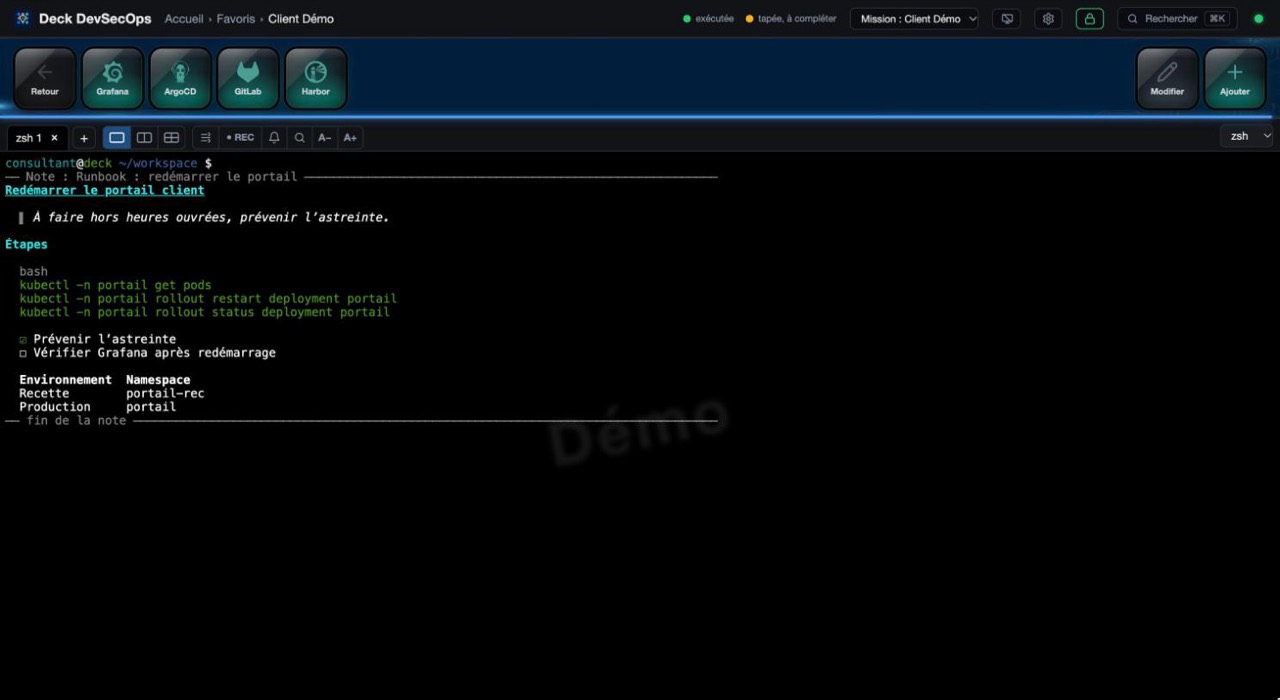 Deck DevSecOps Accueil › Favoris › Client Démo
exécutée tapée, à compléter Mission : Client Démo Rechercher ⌘K
Retour Grafana ArgoCD GitLab Harbor Modifier Ajouter
zsh 1 × + • REC A− A+ zsh
consultant@deck ~/workspace $
── Note : Runbook : redémarrer le portail ──
Redémarrer le portail client
À faire hors heures ouvrées, prévenir l’astreinte.
Étapes
bash
kubectl -n portail get pods
kubectl -n portail rollout restart deployment portail
kubectl -n portail rollout status deployment portail
☑ Prévenir l’astreinte
☐ Vérifier Grafana après redémarrage
Environnement Namespace
Recette portail-rec
Production portail
── fin de la note ──
Démo